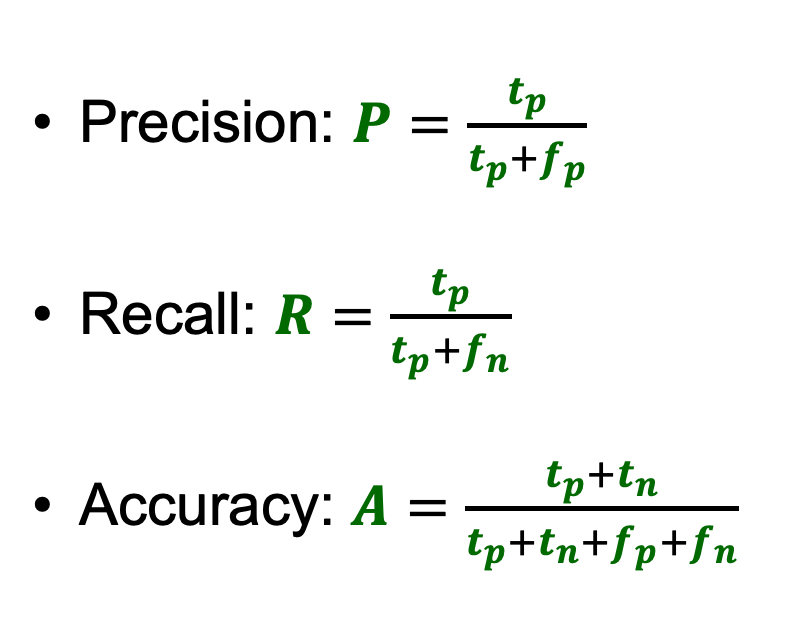 • Precision: P = tₚ / (tₚ+fₚ)
• Recall: R = tₚ / (tₚ+fₙ)
• Accuracy: A = (tₚ+tₙ) / (tₚ+tₙ+fₚ+fₙ)